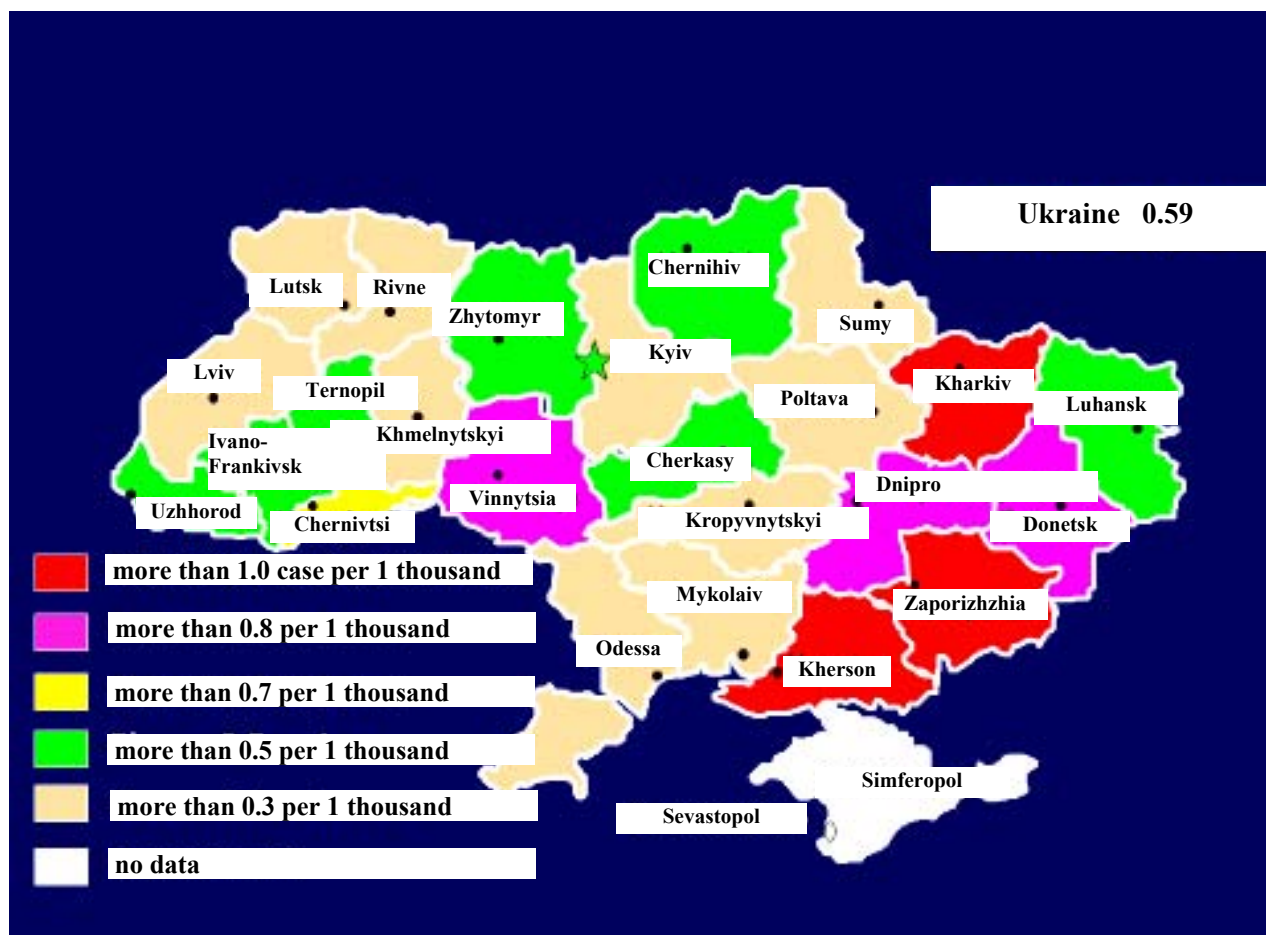 Ukraine 0.59
Chernihiv
Lutsk
Rivne
Zhytomyr
Sumy
Kyiv
Lviv
Ternopil
Kharkiv
Poltava
Luhansk
Khmelnytskyi
Ivano-
Frankivsk
Cherkasy
Dnipro
Vinnytsia
Uzhhorod
Chernivtsi
Kropyvnytskyi
Donetsk
more than 1.0 case per 1 thousand
Mykolaiv
Zaporizhzhia
more than 0.8 per 1 thousand
Odessa
Kherson
more than 0.7 per 1 thousand
more than 0.5 per 1 thousand
Simferopol
more than 0.3 per 1 thousand
Sevastopol
no data